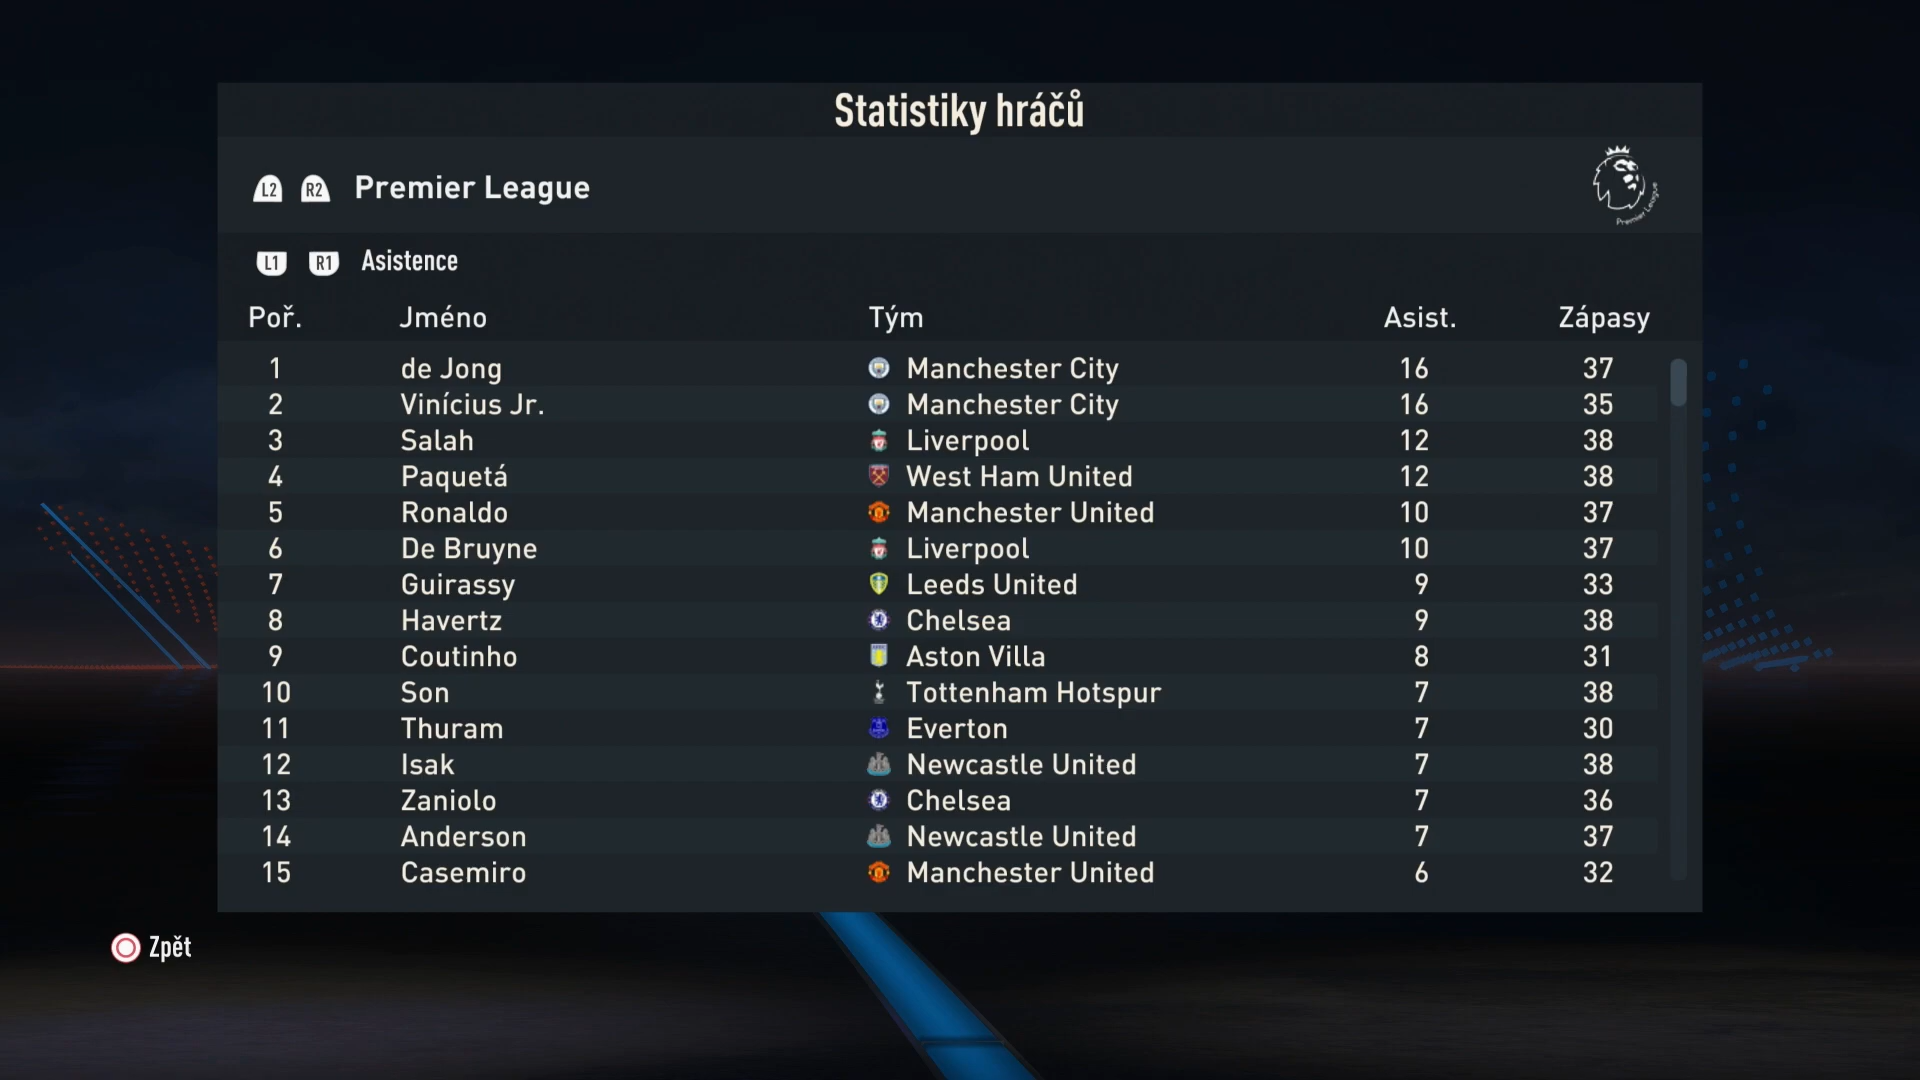 Statistiky hráčů
L2 R2 Premier League
Premier League
L1 R1 Asistence
Poř. Jméno Tým Asist. Zápasy
1 de Jong Manchester City 16 37
2 Vinícius Jr. Manchester City 16 35
3 Salah Liverpool 12 38
4 Paquetá West Ham United 12 38
5 Ronaldo Manchester United 10 37
6 De Bruyne Liverpool 10 37
7 Guirassy Leeds United 9 33
8 Havertz Chelsea 9 38
9 Coutinho Aston Villa 8 31
10 Son Tottenham Hotspur 7 38
11 Thuram Everton 7 30
12 Isak Newcastle United 7 38
13 Zaniolo Chelsea 7 36
14 Anderson Newcastle United 7 37
15 Casemiro Manchester United 6 32
Zpět